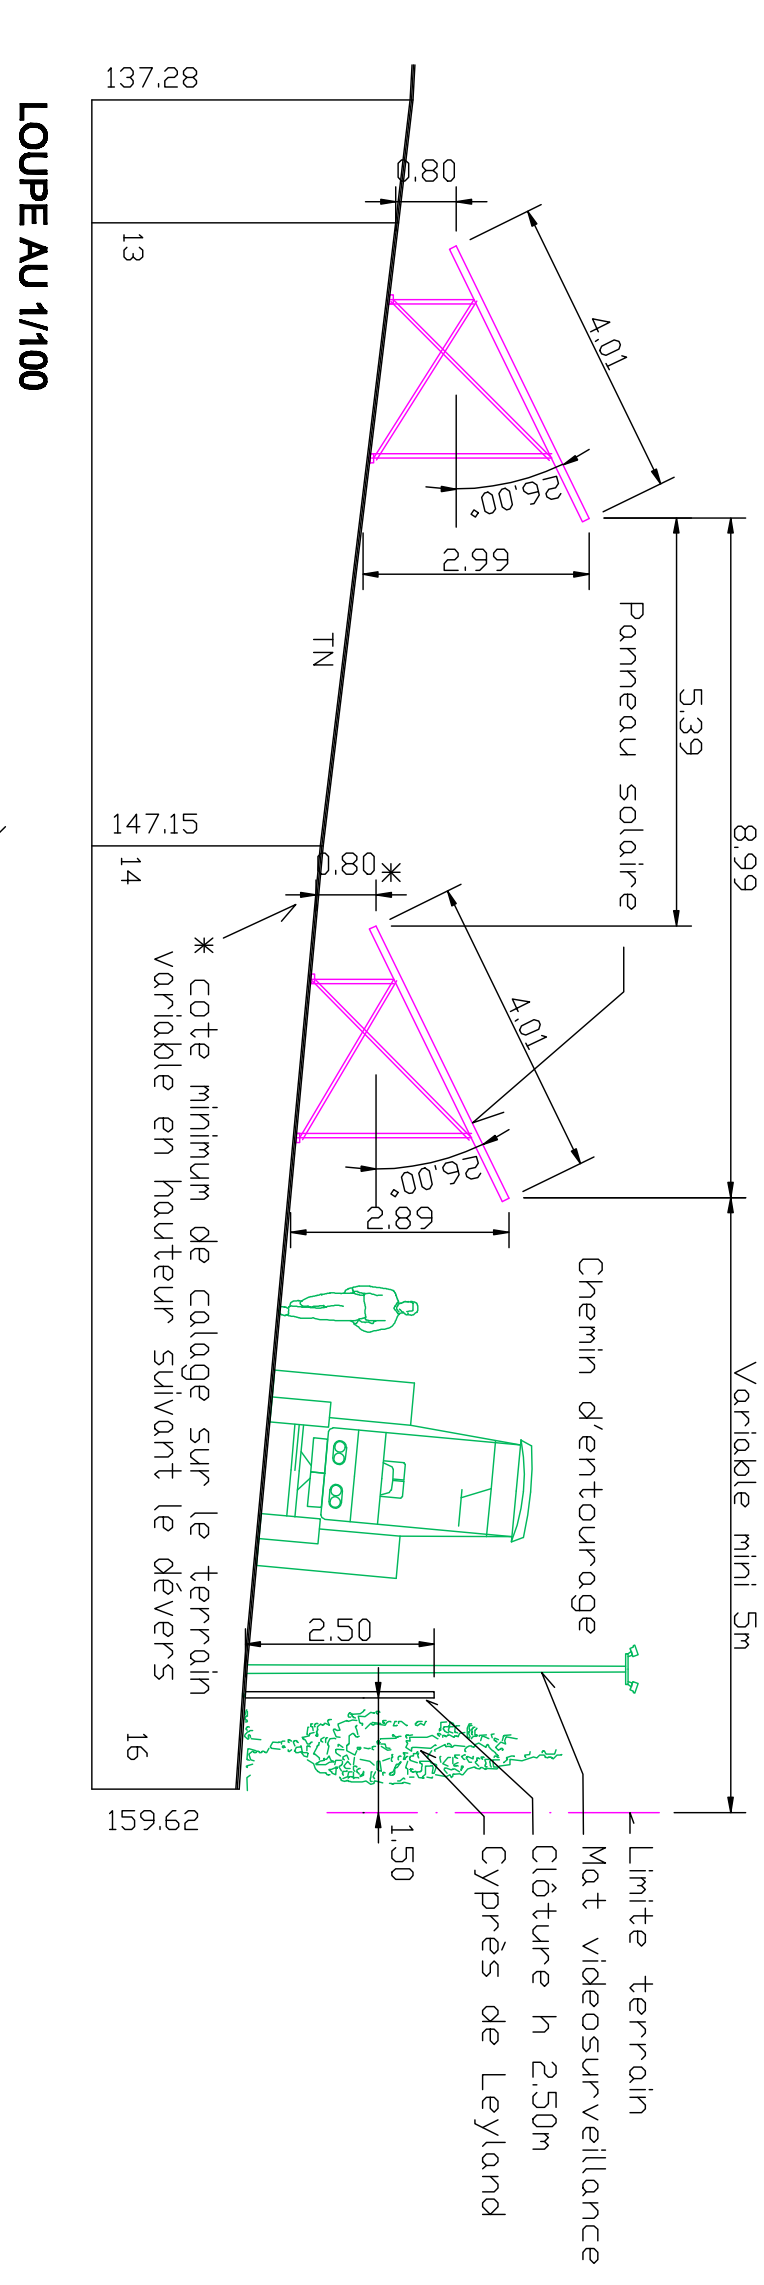 8.99
Variable mini 5m
5.39
Panneau solaire
4.01
4.01
Chemin d'entourage
Limite terrain
Mat videosurveillance
Clôture h 2.50m
Cyprès de Leyland
26.00°
26.00°
2.99
2.89
0.80
0.80*
2.50
1.50
TN
* cote minimum de calage sur le terrain
variable en hauteur suivant le dévers
137.28
13
147.15
14
16
159.62
LOUPE AU 1/100